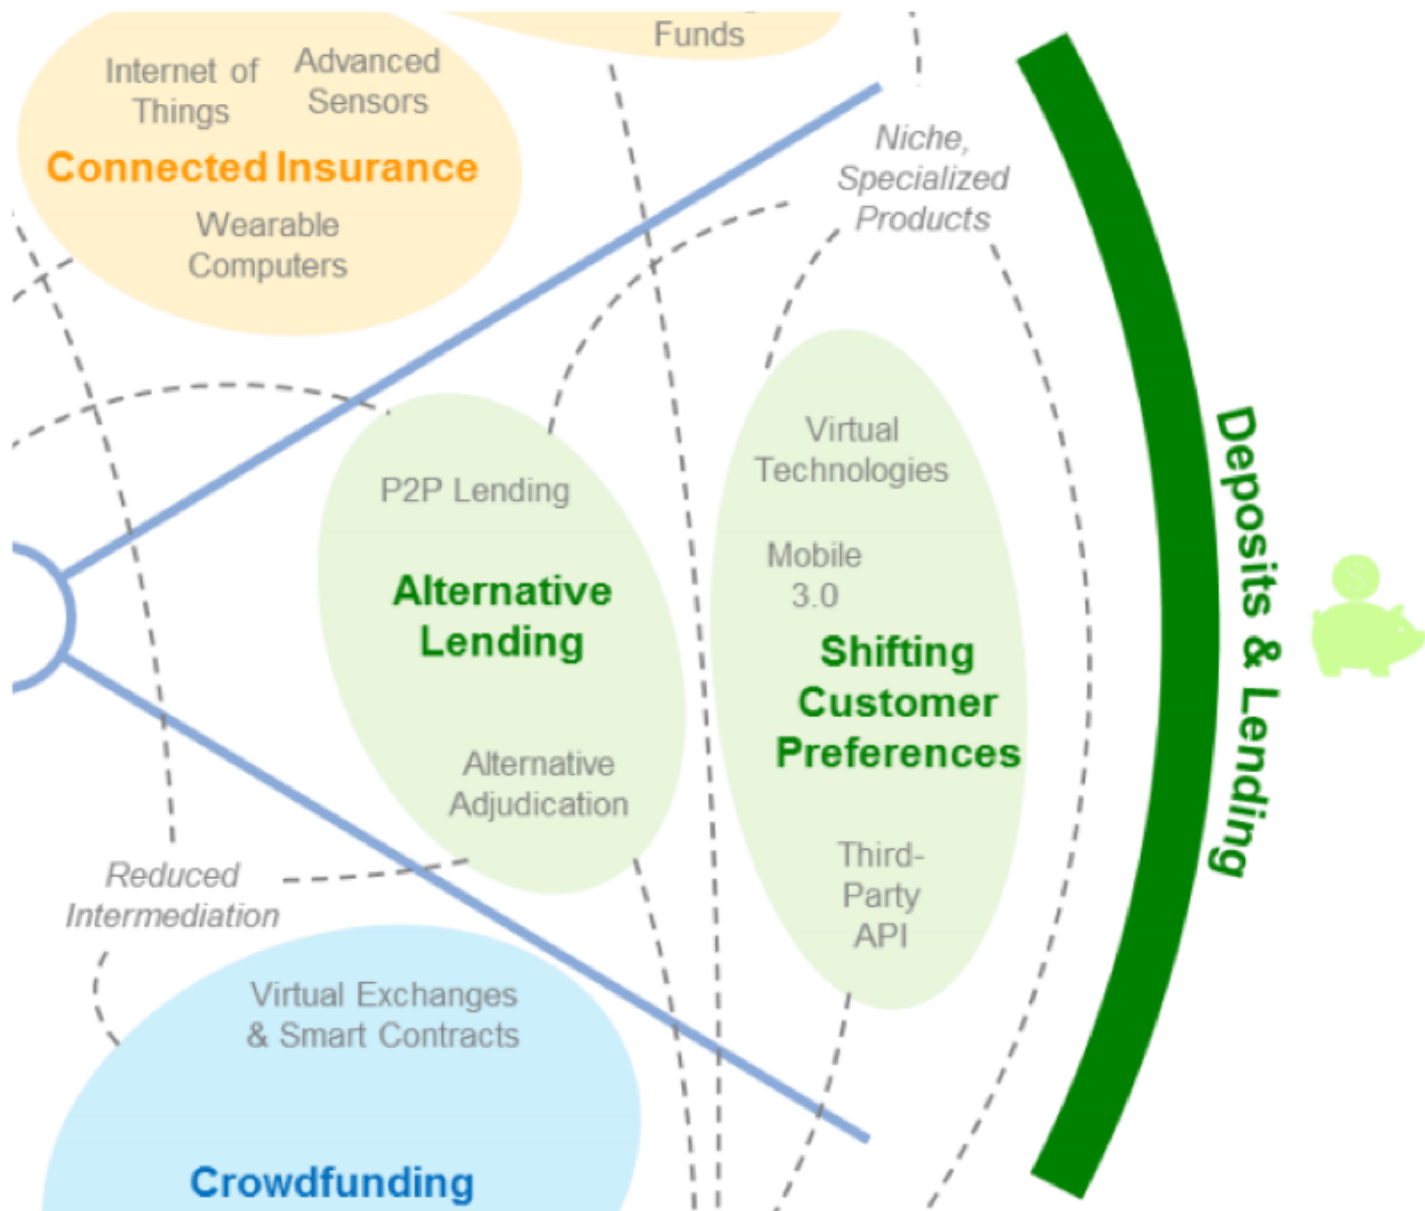 Funds
Internet of
Things
Advanced
Sensors
Connected Insurance
Wearable
Computers
Niche,
Specialized
Products
P2P Lending
Alternative
Lending
Alternative
Adjudication
Virtual
Technologies
Mobile
3.0
Shifting
Customer
Preferences
Third-
Party
API
Deposits & Lending
Reduced
Intermediation
Virtual Exchanges
& Smart Contracts
Crowdfunding